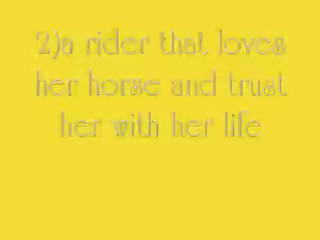 2)a rider that loves
her horse and trust
her with her life